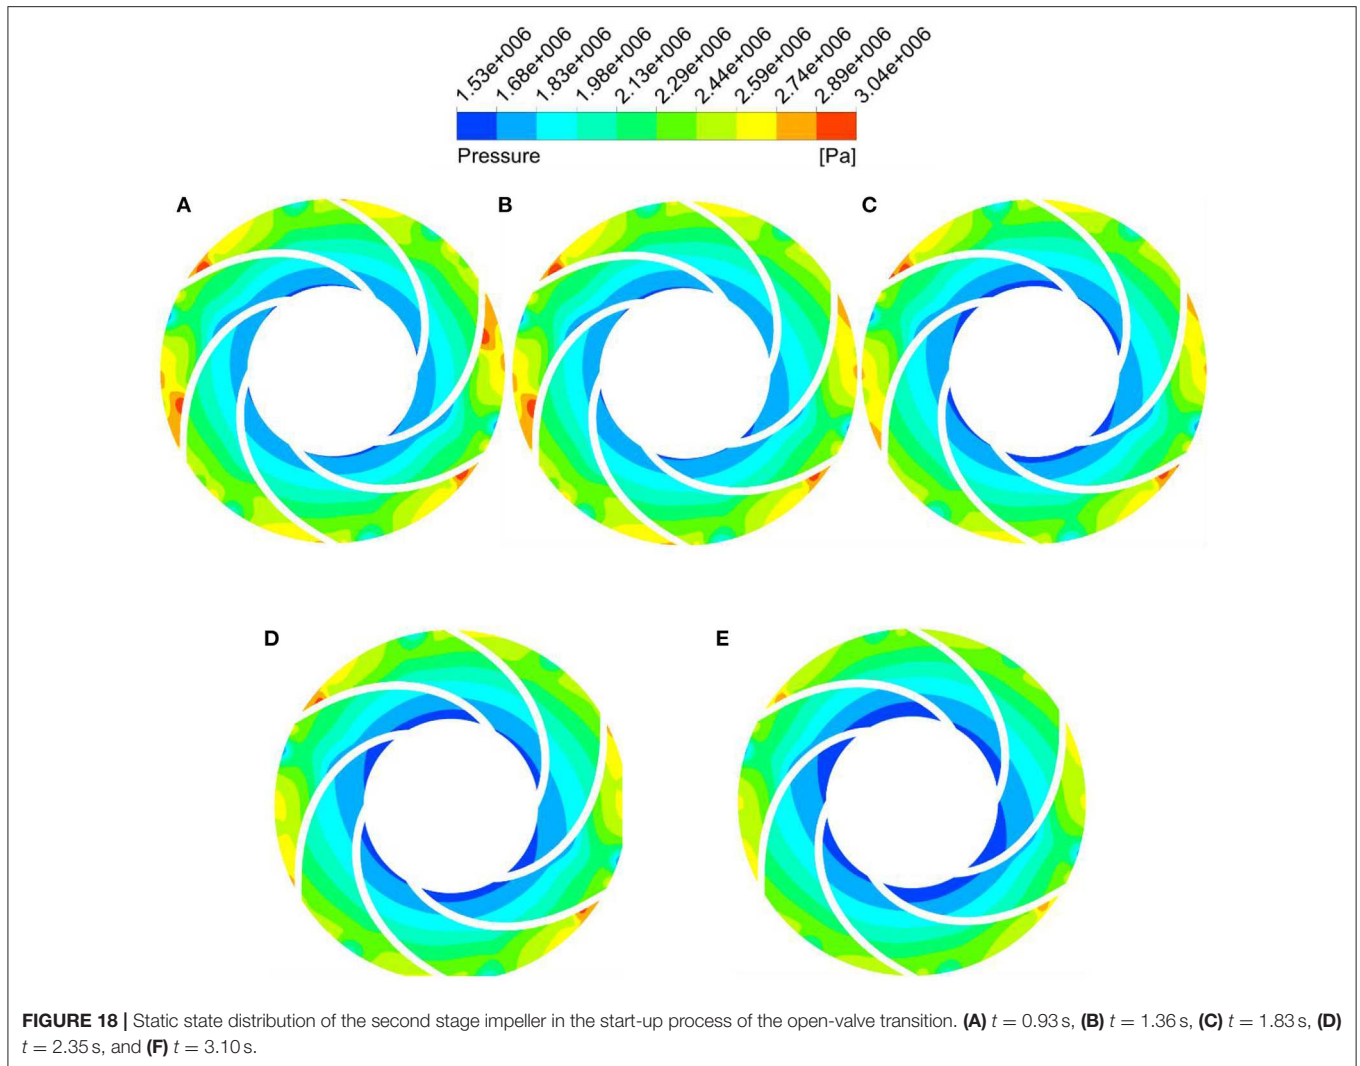 1.53e+006
1.68e+006
1.83e+006
1.98e+006
2.13e+006
2.29e+006
2.44e+006
2.59e+006
2.74e+006
2.89e+006
3.04e+006
Pressure [Pa]
A B C
D E
FIGURE 18 | Static state distribution of the second stage impeller in the start-up process of the open-valve transition. (A) t = 0.93 s, (B) t = 1.36 s, (C) t = 1.83 s, (D)
t = 2.35 s, and (F) t = 3.10 s.